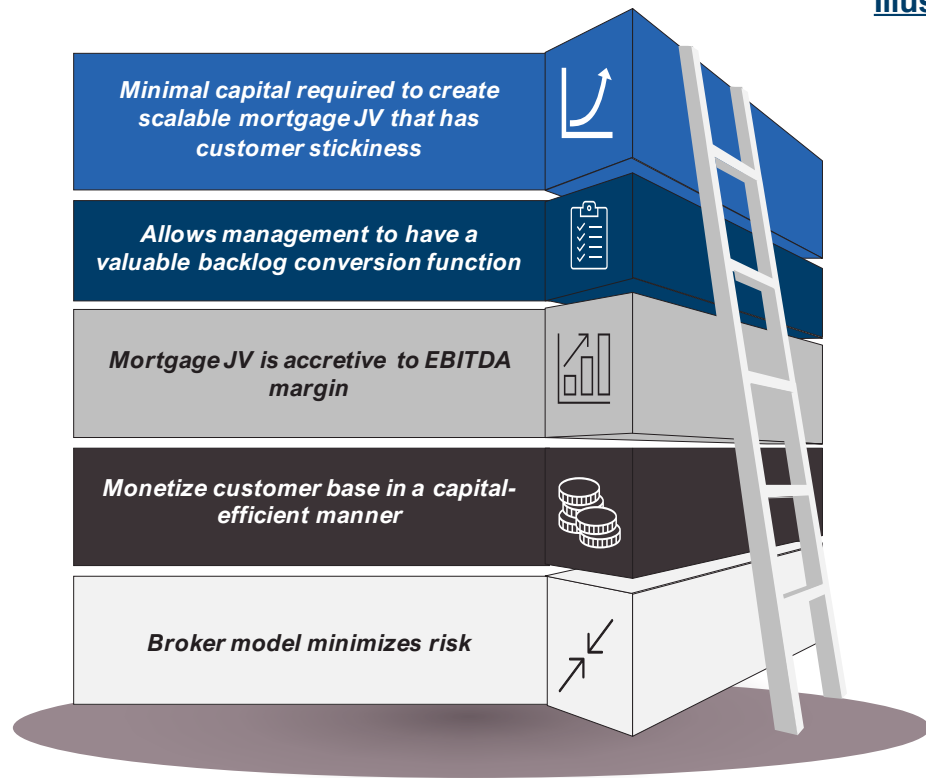 Minimal capital required to create
scalable mortgage JV that has
customer stickiness
Allows management to have a
valuable backlog conversion function
Mortgage JV is accretive to EBITDA
margin
Monetize customer base in a capital-
efficient manner
Broker model minimizes risk